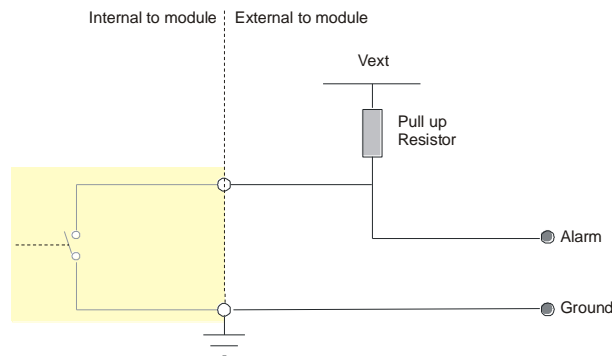 Internal to module
External to module
Vext
Pull up
Resistor
Alarm
Ground